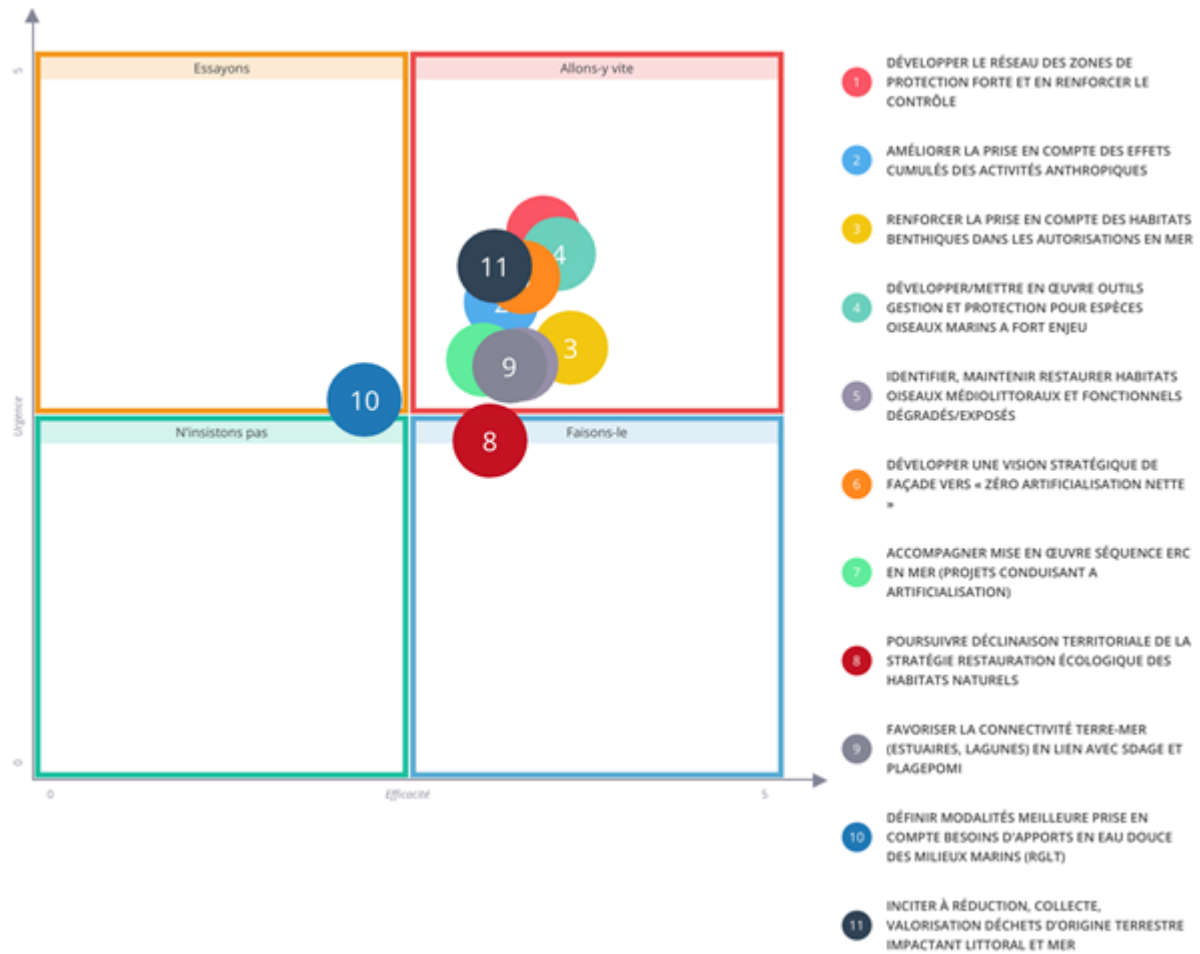 Essayons
Allons-y vite
5
4
11
2
3
9
10
Urgence
N'insistons pas
8
Faisons-le
0
0
Efficacité
5
1
DÉVELOPPER LE RÉSEAU DES ZONES DE
PROTECTION FORTE ET EN RENFORCER LE
CONTRÔLE
2
AMÉLIORER LA PRISE EN COMPTE DES EFFETS
CUMULÉS DES ACTIVITÉS ANTHROPIQUES
3
RENFORCER LA PRISE EN COMPTE DES HABITATS
BENTHIQUES DANS LES AUTORISATIONS EN MER
4
DÉVELOPPER/METTRE EN ŒUVRE OUTILS
GESTION ET PROTECTION POUR ESPÈCES
OISEAUX MARINS A FORT ENJEU
5
IDENTIFIER, MAINTENIR RESTAURER HABITATS
OISEAUX MÉDIOLITTORAUX ET FONCTIONNELS
DÉGRADÉS/EXPOSÉS
6
DÉVELOPPER UNE VISION STRATÉGIQUE DE
FAÇADE VERS « ZÉRO ARTIFICIALISATION NETTE
»
7
ACCOMPAGNER MISE EN ŒUVRE SÉQUENCE ERC
EN MER (PROJETS CONDUISANT A
ARTIFICIALISATION)
8
POURSUIVRE DÉCLINAISON TERRITORIALE DE LA
STRATÉGIE RESTAURATION ÉCOLOGIQUE DES
HABITATS NATURELS
9
FAVORISER LA CONNECTIVITÉ TERRE-MER
(ESTUAIRES, LAGUNES) EN LIEN AVEC SDAGE ET
PLAGEPOMI
10
DÉFINIR MODALITÉS MEILLEURE PRISE EN
COMPTE BESOINS D'APPORTS EN EAU DOUCE
DES MILIEUX MARINS (RGLT)
11
INCITER À RÉDUCTION, COLLECTE,
VALORISATION DÉCHETS D'ORIGINE TERRESTRE
IMPACTANT LITTORAL ET MER